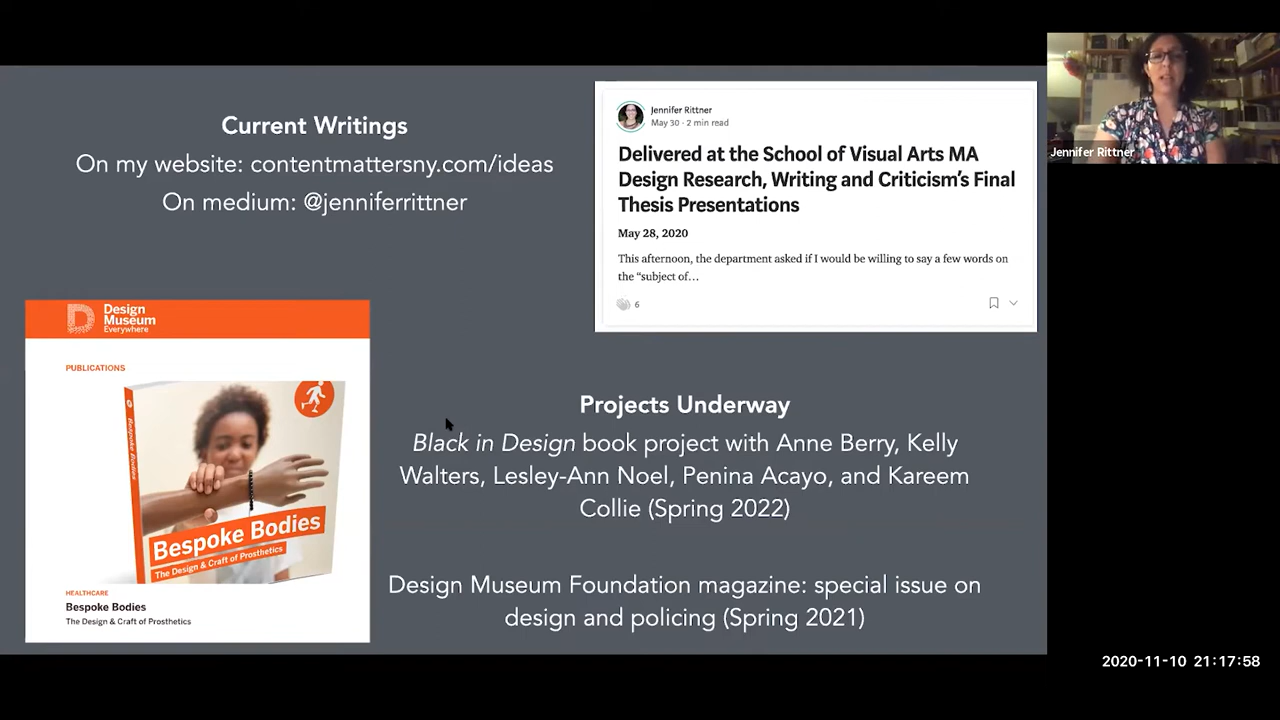 Current Writings
On my website: contentmattersny.com/ideas
On medium: @jenniferrittner
Jennifer Rittner
May 30 · 2 min read
Delivered at the School of Visual Arts MA
Design Research, Writing and Criticism's Final
Thesis Presentations
May 28, 2020
This afternoon, the department asked if I would be willing to say a few words on
the “subject of…
6
Jennifer Rittner
Design
Museum
Everywhere
PUBLICATIONS
Bespoke Bodies
Bespoke Bodies
The Design & Craft of Prosthetics
HEALTHCARE
Bespoke Bodies
The Design & Craft of Prosthetics
Projects Underway
Black in Design book project with Anne Berry, Kelly
Walters, Lesley-Ann Noel, Penina Acayo, and Kareem
Collie (Spring 2022)
Design Museum Foundation magazine: special issue on
design and policing (Spring 2021)
2020-11-10 21:17:58